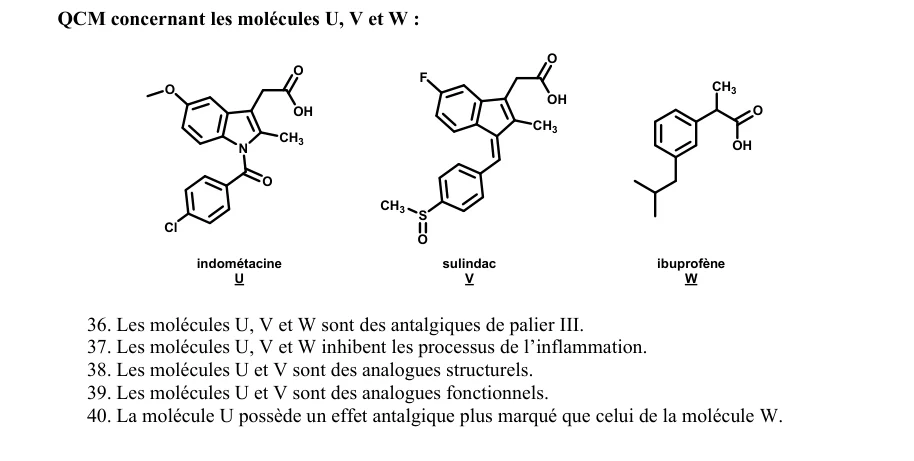 QCM concernant les molécules U, V et W :
O
O
OH
CH3
N
O
Cl
F
O
OH
CH3
CH3
S
O
CH3
O
OH
indométacine
U
sulindac
V
ibuprofène
W
36. Les molécules U, V et W sont des antalgiques de palier III.
37. Les molécules U, V et W inhibent les processus de l’inflammation.
38. Les molécules U et V sont des analogues structurels.
39. Les molécules U et V sont des analogues fonctionnels.
40. La molécule U possède un effet antalgique plus marqué que celui de la molécule W.